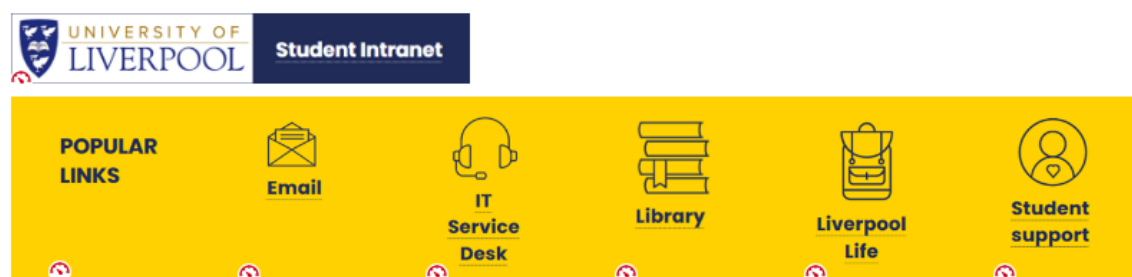 UNIVERSITY OF
LIVERPOOL
Student Intranet
POPULAR
LINKS
Email
IT
Service
Desk
Library
Liverpool
Life
Student
support